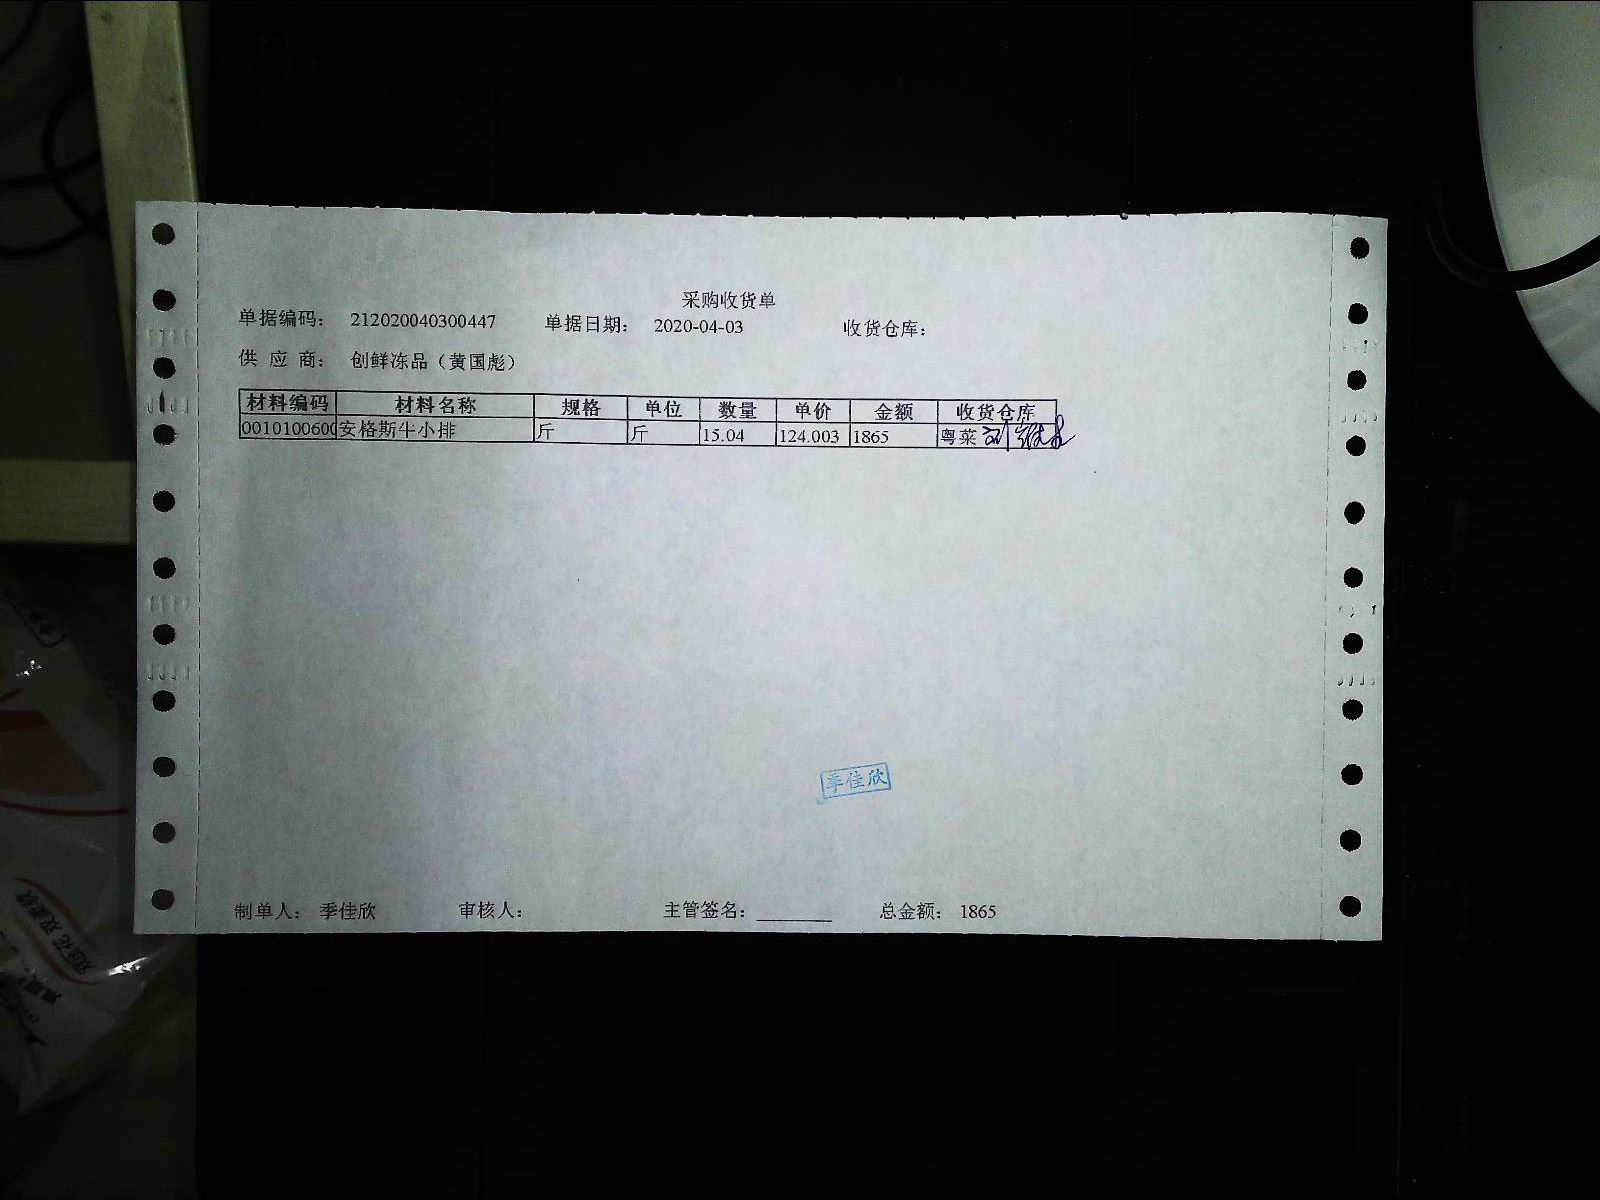 采购收货单
单据编码： 212020040300447 单据日期： 2020-04-03 收货仓库：
供 应 商： 创鲜冻品（黄国彪）
材料编码 材料名称 规格 单位 数量 单价 金额 收货仓库
0010100600 安格斯牛小排 斤 斤 15.04 124.003 1865 粤菜
季佳欣
制单人： 季佳欣 审核人： 主管签名：________ 总金额： 1865